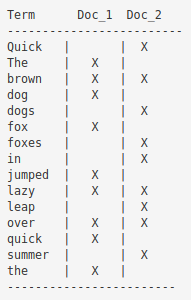 Term      Doc_1  Doc_2
-------------------------
Quick   |       |  X
The     |   X   |
brown   |   X   |  X
dog     |   X   |
dogs    |       |  X
fox     |   X   |
foxes   |       |  X
in      |       |  X
jumped  |   X   |
lazy    |   X   |  X
leap    |       |  X
over    |   X   |  X
quick   |   X   |
summer  |       |  X
the     |   X   |
------------------------